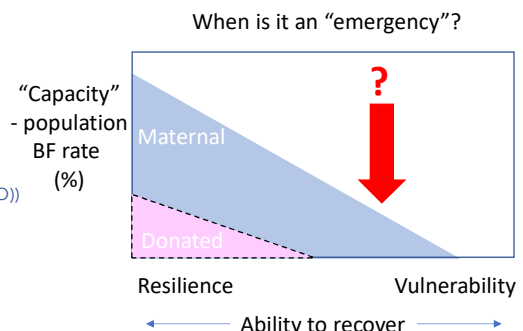 When is it an “emergency”?
“Capacity”
- population
BF rate
(%)
O))
?
Maternal
Donated
Resilience
Vulnerability
Ability to recover